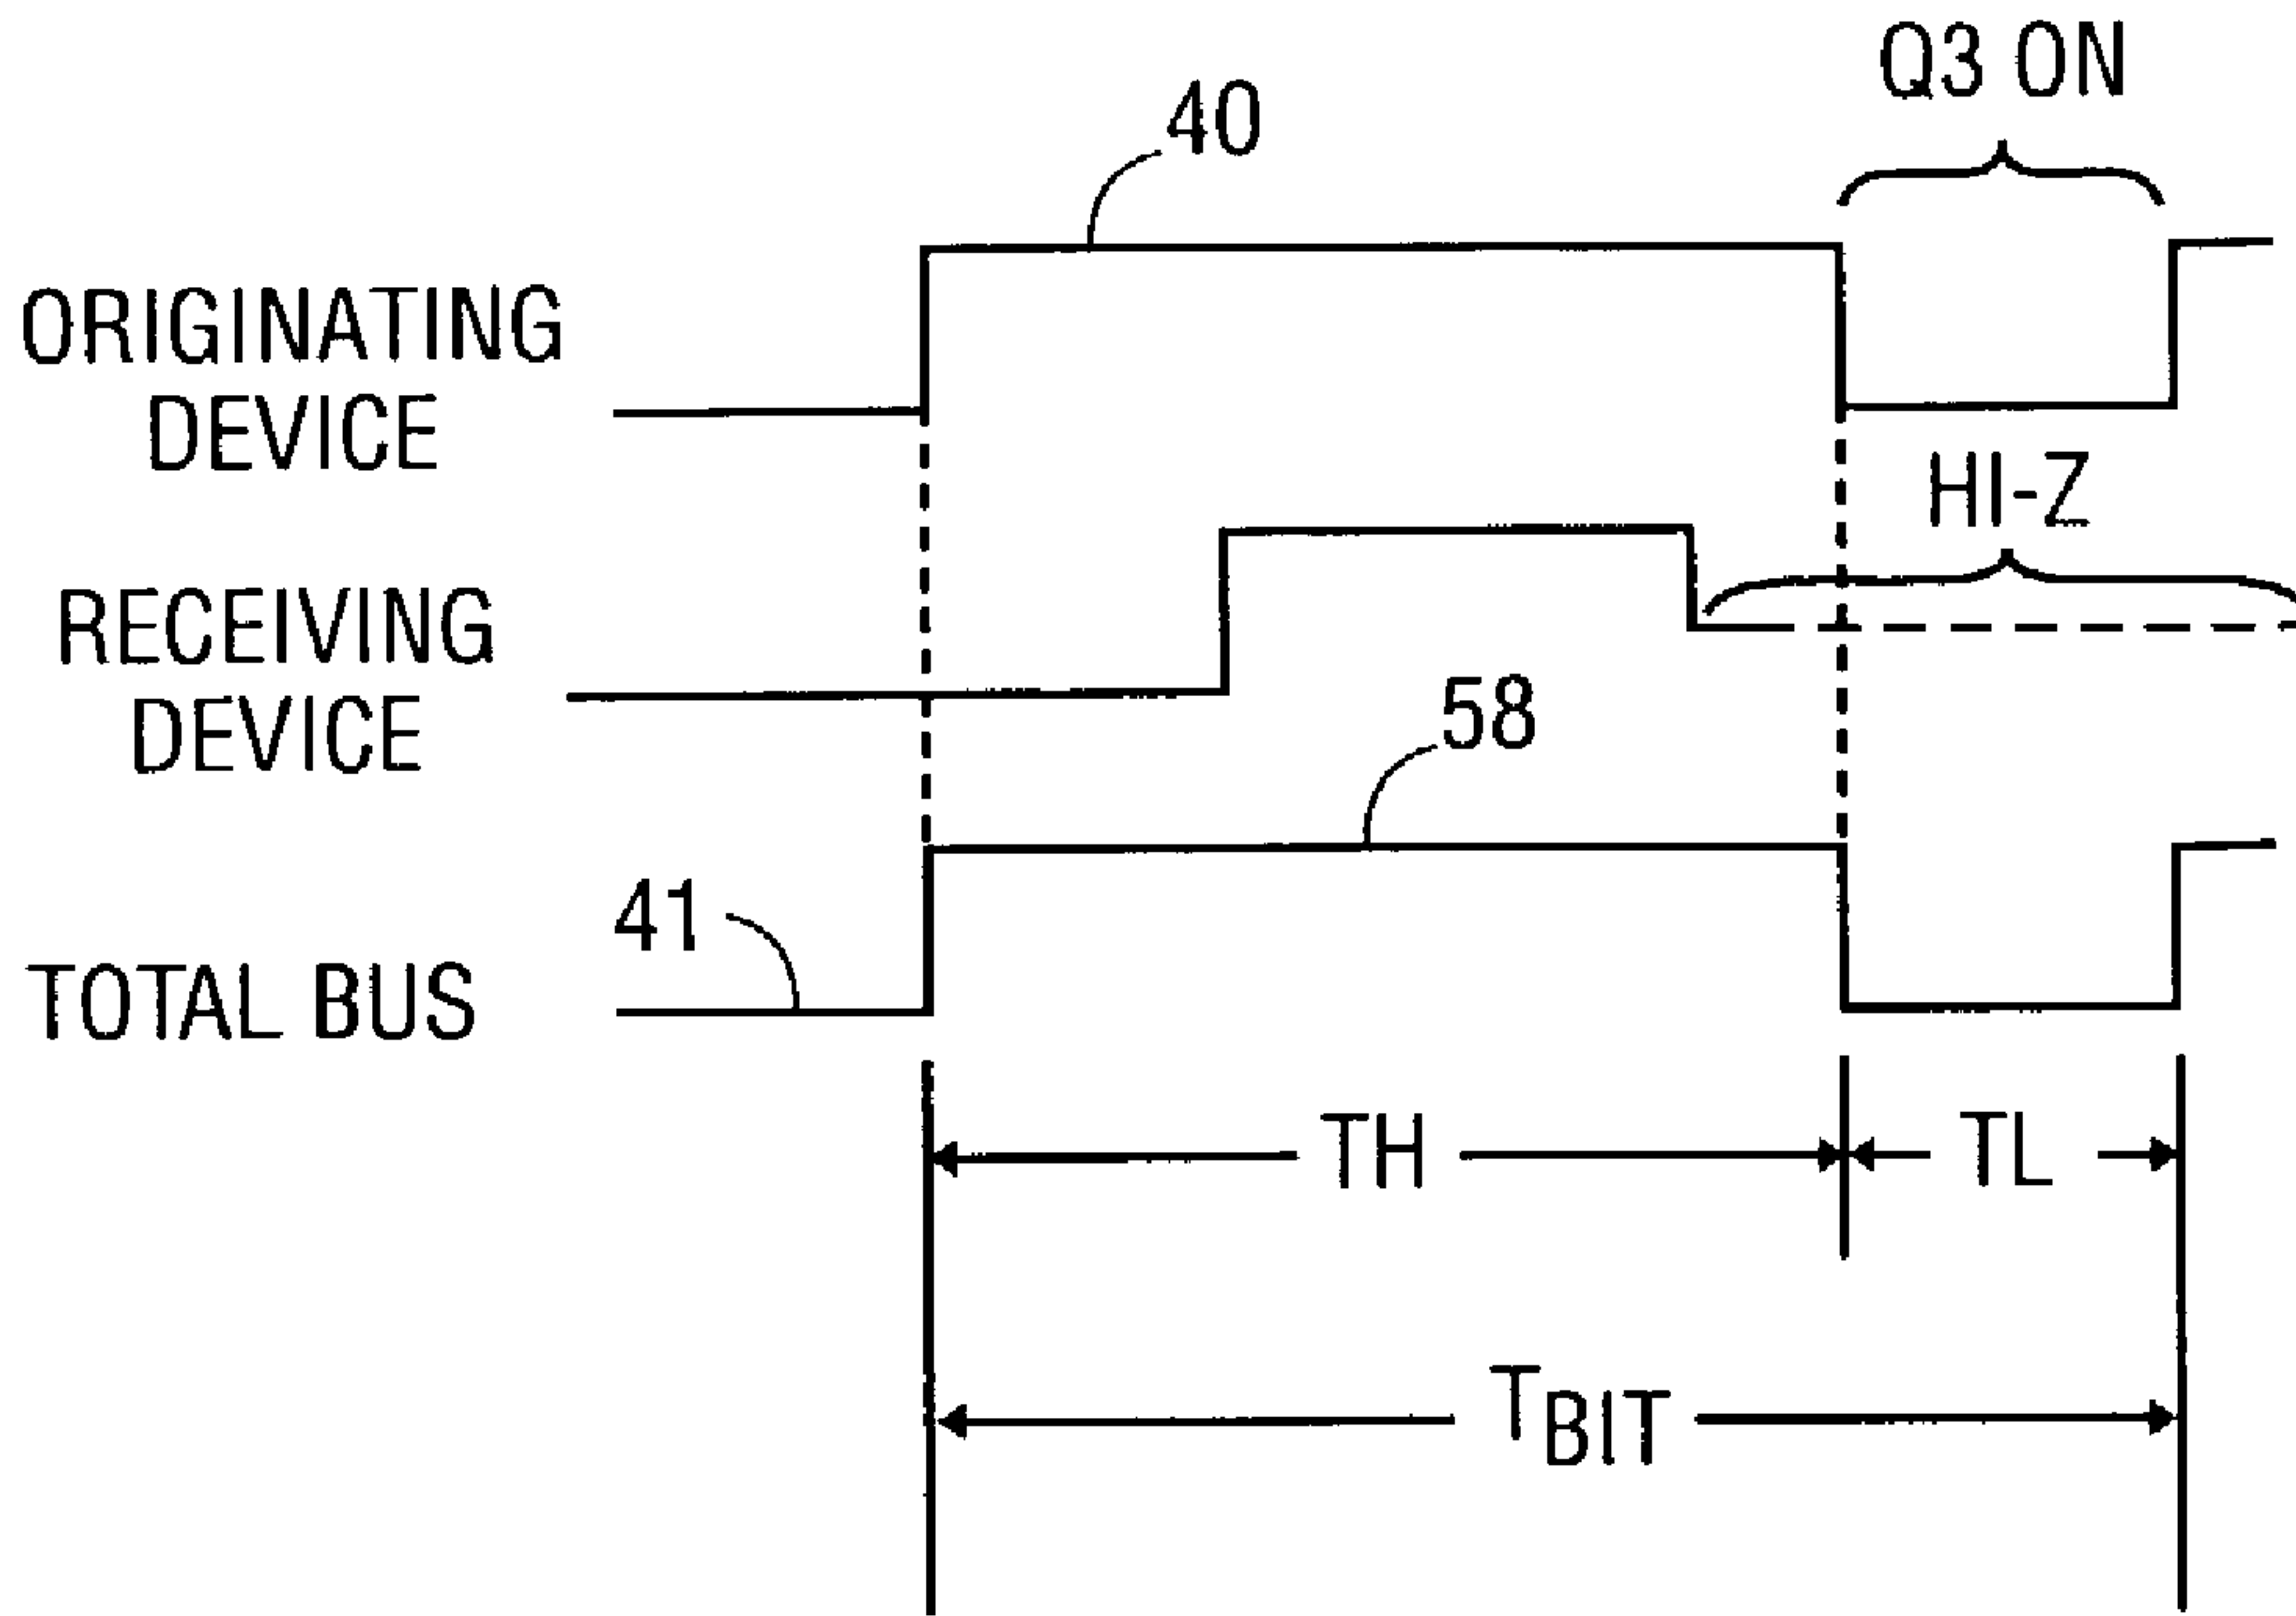 Q3 ON
40
ORIGINATING
DEVICE
HI-Z
RECEIVING
DEVICE
58
41
TOTAL BUS
TH
TL
TBIT